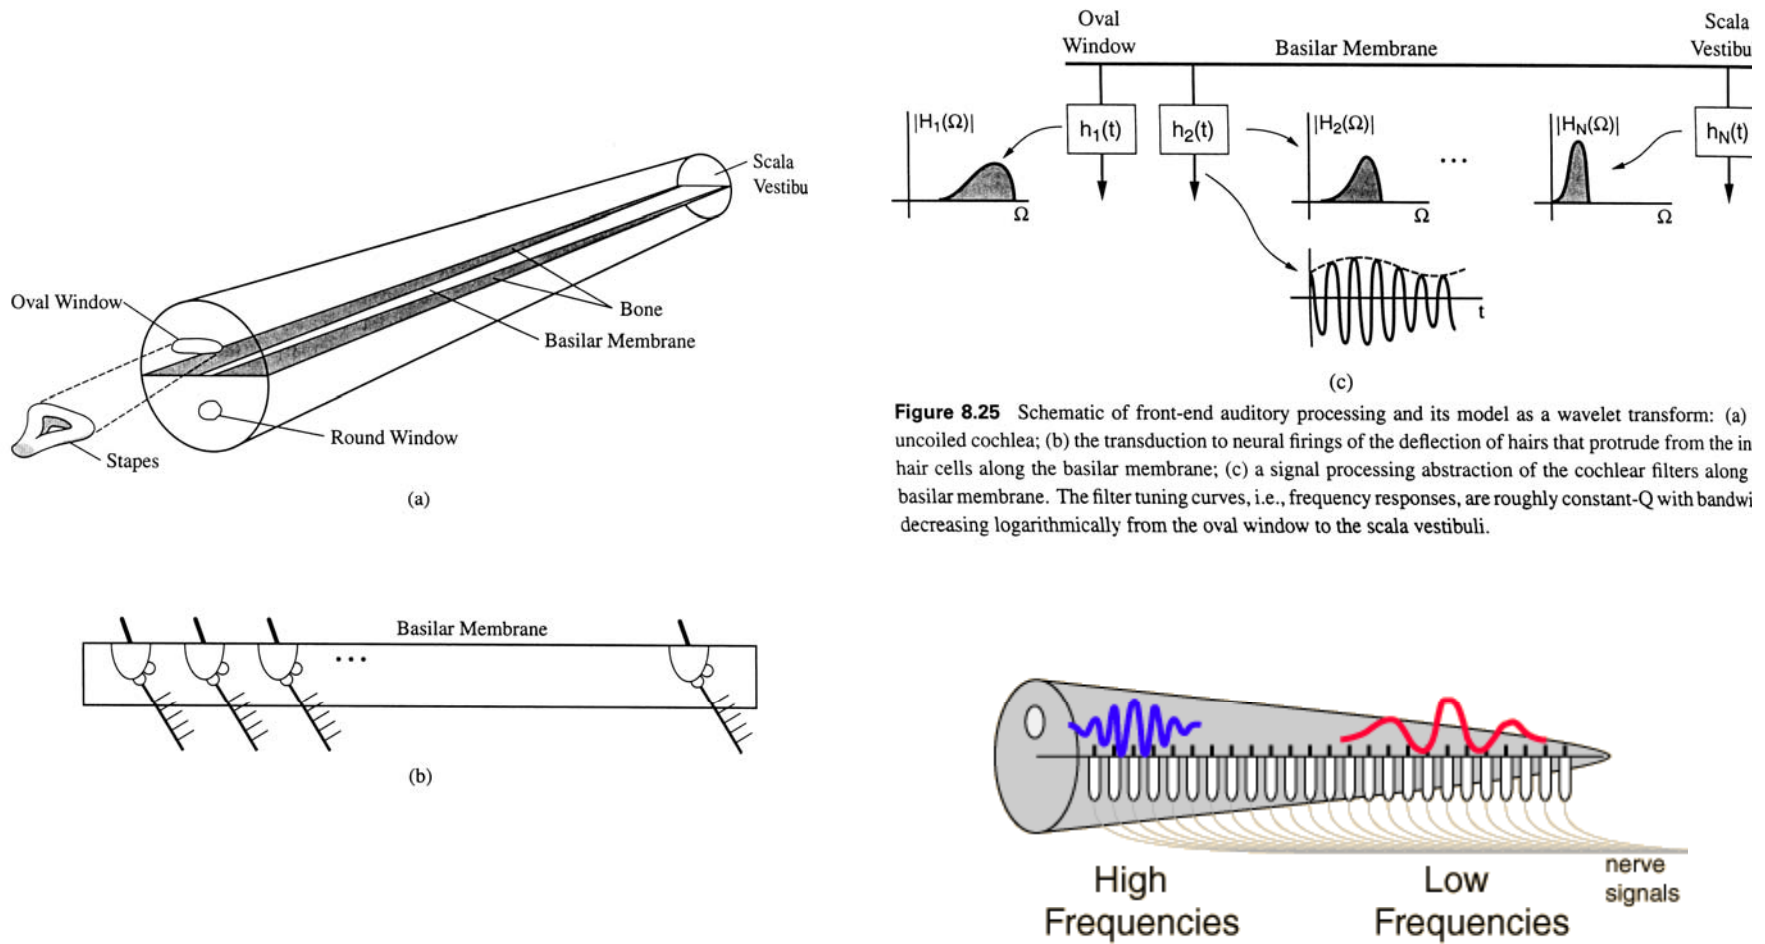 Scala
Vestibu
Oval Window
Bone
Basilar Membrane
Round Window
Stapes
(a)
Basilar Membrane
(b)
Oval
Window
Basilar Membrane
Scala
Vestibu
|H₁(Ω)|
h₁(t)
h₂(t)
|H₂(Ω)|
...
|H_N(Ω)|
h_N(t)
Ω
Ω
Ω
t
(c)
Figure 8.25 Schematic of front-end auditory processing and its model as a wavelet transform: (a)
uncoiled cochlea; (b) the transduction to neural firings of the deflection of hairs that protrude from the in
hair cells along the basilar membrane; (c) a signal processing abstraction of the cochlear filters along
basilar membrane. The filter tuning curves, i.e., frequency responses, are roughly constant-Q with bandwi
decreasing logarithmically from the oval window to the scala vestibuli.
High
Frequencies
Low
Frequencies
nerve
signals